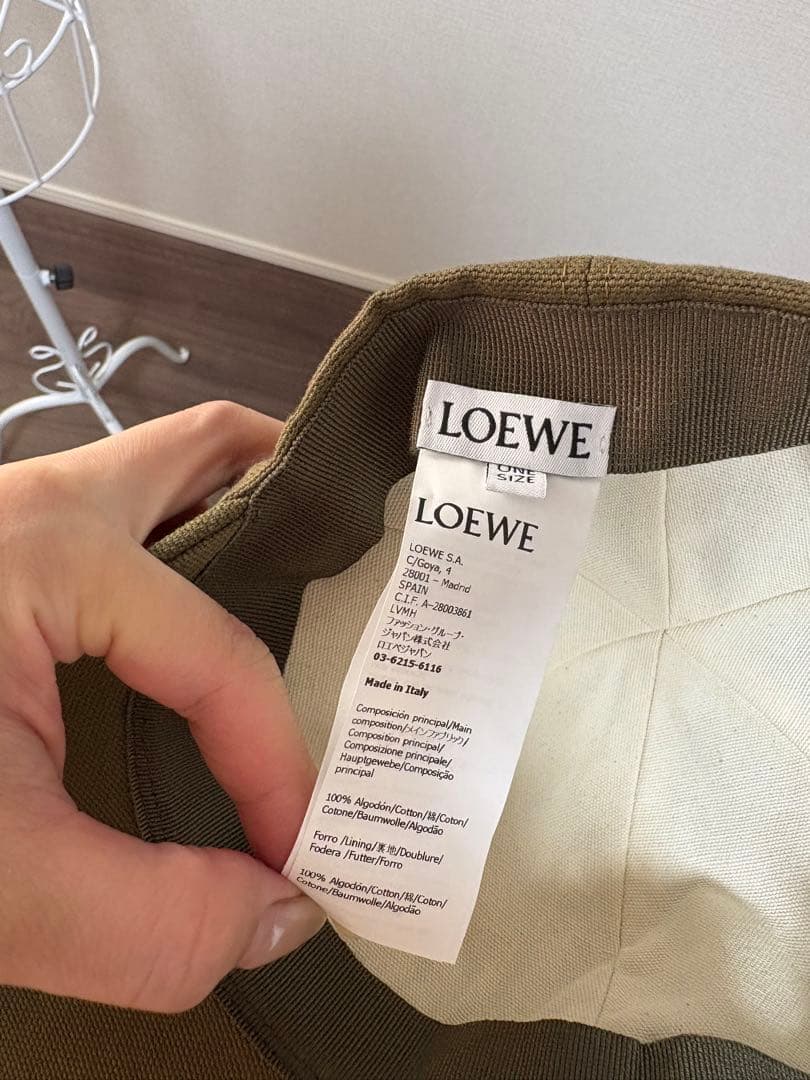 LOEWE
ONE
SIZE
LOEWE
LOEWE S.A.
C/Goya, 4
28001 – Madrid
SPAIN
C.I.F. A-28003861
LVMH
ファッション・グループ・
ジャパン株式会社
ロエベジャパン
03-6215-6116
Made in Italy
Composición principal/Main
composition/メインファブリック/
Composition principal/
Composizione principale/
Hauptgewebe/Composição
principal
100% Algodón/Cotton/綿/Coton/
Cotone/Baumwolle/Algodão
Forro /Lining/裏地/Doublure/
Fodera /Futter/Forro
100% Algodón/Cotton/綿/Coton/
Cotone/Baumwolle/Algodão